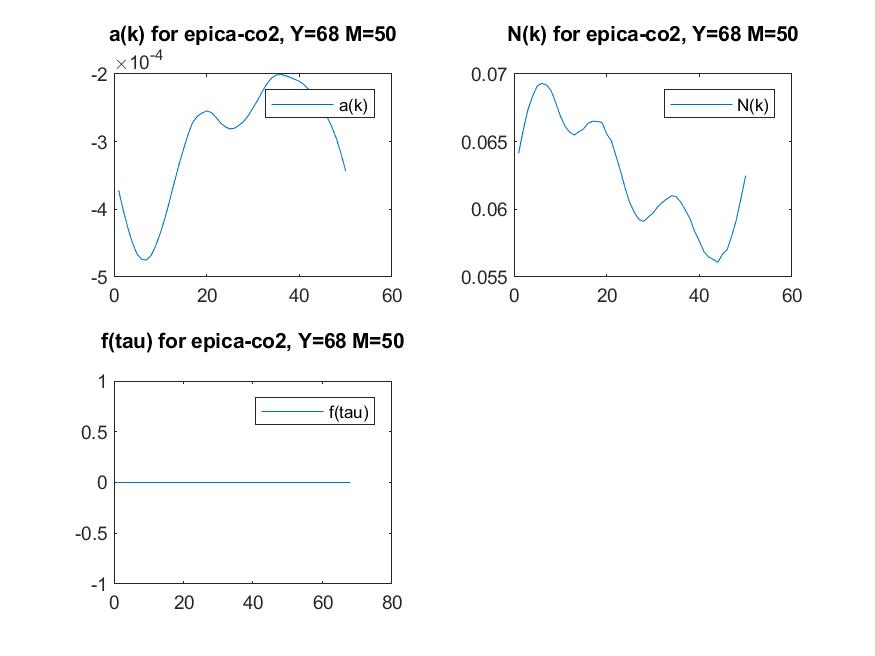 a(k) for epica-co2, Y=68 M=50
×10-4
-2
-3
-4
-5
0 20 40 60
a(k)
N(k) for epica-co2, Y=68 M=50
0.07
0.065
0.06
0.055
0 20 40 60
N(k)
f(tau) for epica-co2, Y=68 M=50
1
0.5
0
-0.5
-1
0 20 40 60 80
f(tau)